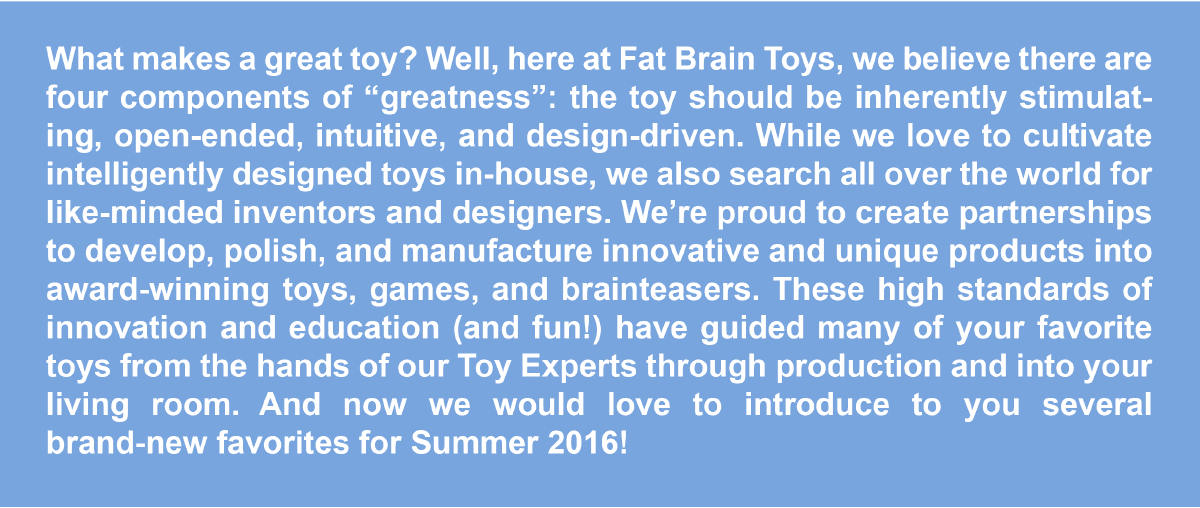 What makes a great toy? Well, here at Fat Brain Toys, we believe there are
four components of “greatness”: the toy should be inherently stimulat-
ing, open-ended, intuitive, and design-driven. While we love to cultivate
intelligently designed toys in-house, we also search all over the world for
like-minded inventors and designers. We’re proud to create partnerships
to develop, polish, and manufacture innovative and unique products into
award-winning toys, games, and brainteasers. These high standards of
innovation and education (and fun!) have guided many of your favorite
toys from the hands of our Toy Experts through production and into your
living room. And now we would love to introduce to you several
brand-new favorites for Summer 2016!